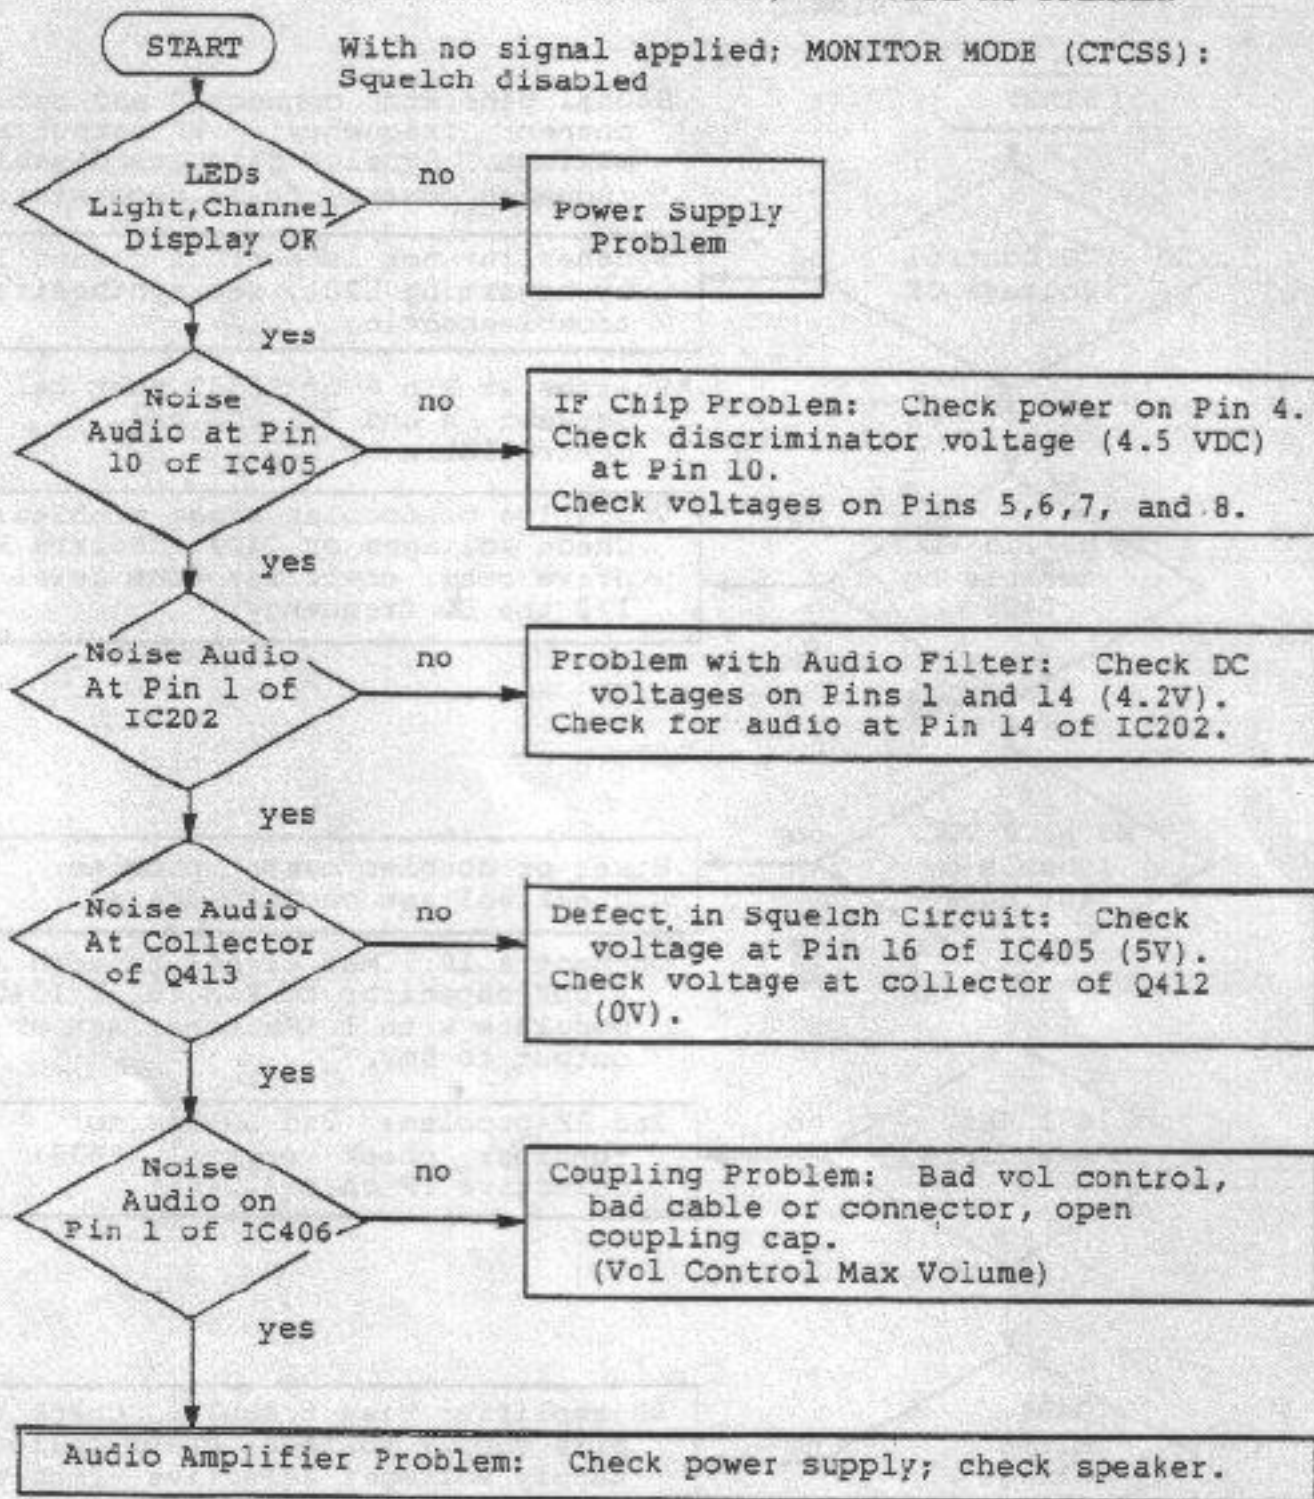 START
With no signal applied; MONITOR MODE (CTCSS):
Squelch disabled
LEDs
Light,Channel
Display OK
no
Power Supply
Problem
yes
Noise
Audio at Pin
10 of IC405
no
IF Chip Problem: Check power on Pin 4.
Check discriminator voltage (4.5 VDC)
at Pin 10.
Check voltages on Pins 5,6,7, and 8.
yes
Noise Audio
At Pin 1 of
IC202
no
Problem with Audio Filter: Check DC
voltages on Pins 1 and 14 (4.2V).
Check for audio at Pin 14 of IC202.
yes
Noise Audio
At Collector
of Q413
no
Defect in Squelch Circuit: Check
voltage at Pin 16 of IC405 (5V).
Check voltage at collector of Q412
(0V).
yes
Noise
Audio on
Pin 1 of IC406
no
Coupling Problem: Bad vol control,
bad cable or connector, open
coupling cap.
(Vol Control Max Volume)
yes
Audio Amplifier Problem: Check power supply; check speaker.